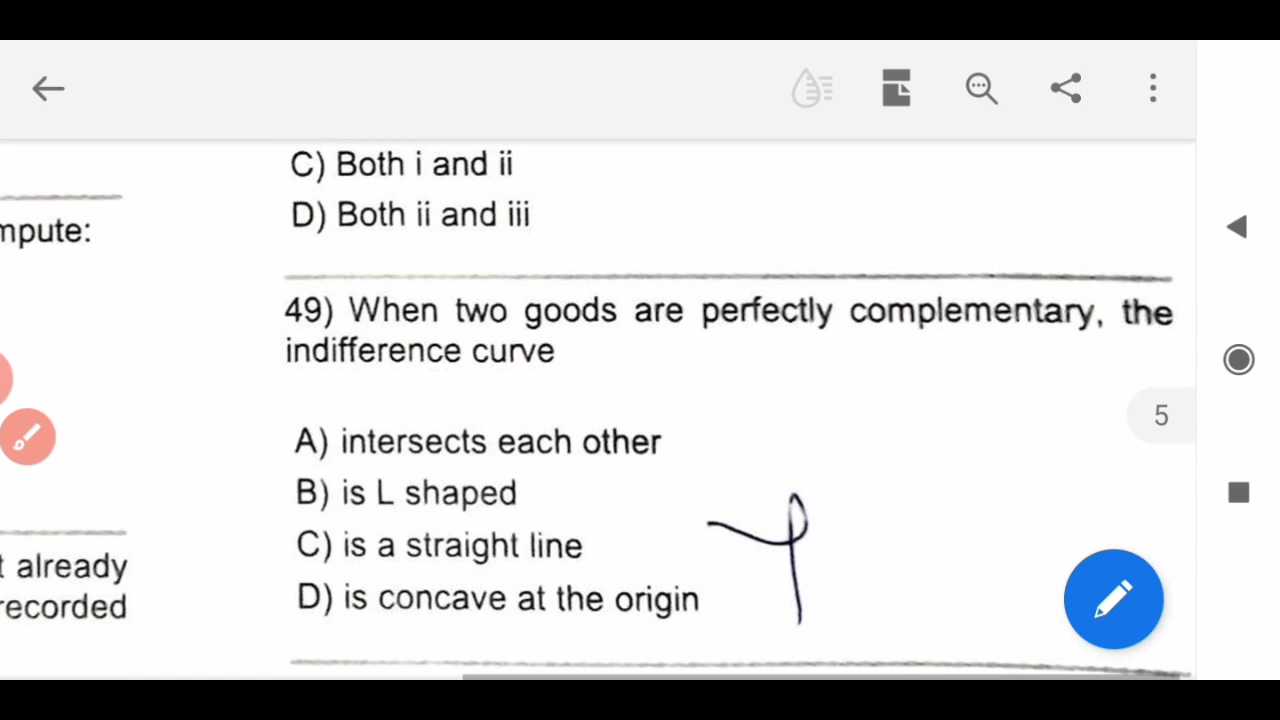 C) Both i and ii
D) Both ii and iii
mpute:
49) When two goods are perfectly complementary, the
indifference curve
5
A) intersects each other
B) is L shaped
C) is a straight line
t already
D) is concave at the origin
recorded